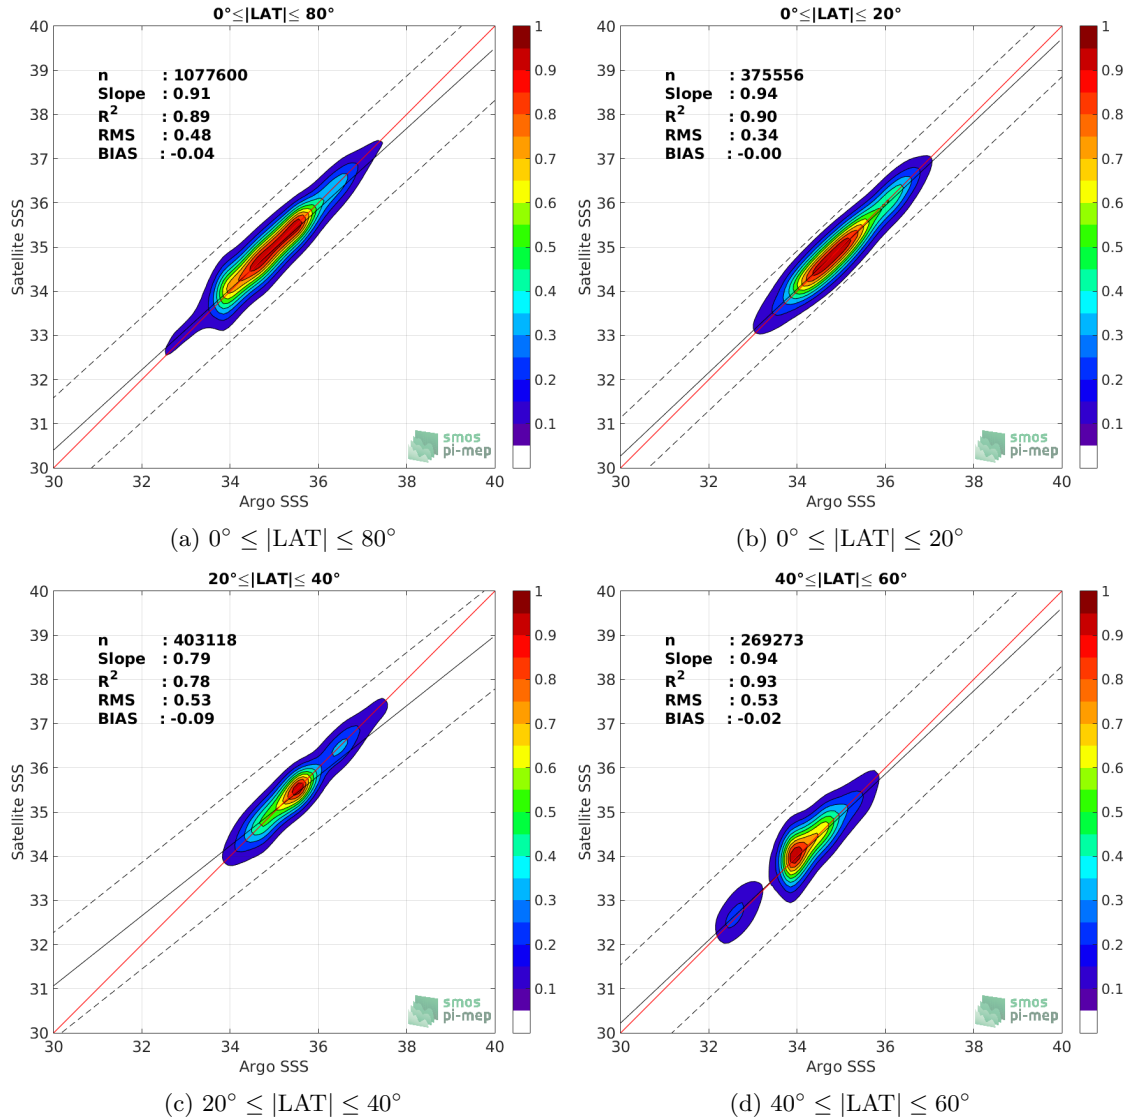 0°≤|LAT|≤ 80°
40
39
38
37
36
35
34
33
32
31
30
Satellite SSS
n : 1077600
Slope : 0.91
R² : 0.89
RMS : 0.48
BIAS : -0.04
smos
pi-mep
30 32 34 36 38 40
Argo SSS
1
0.9
0.8
0.7
0.6
0.5
0.4
0.3
0.2
0.1
(a) 0° ≤ |LAT| ≤ 80°
0°≤|LAT|≤ 20°
40
39
38
37
36
35
34
33
32
31
30
Satellite SSS
n : 375556
Slope : 0.94
R² : 0.90
RMS : 0.34
BIAS : -0.00
smos
pi-mep
30 32 34 36 38 40
Argo SSS
1
0.9
0.8
0.7
0.6
0.5
0.4
0.3
0.2
0.1
(b) 0° ≤ |LAT| ≤ 20°
20°≤|LAT|≤ 40°
40
39
38
37
36
35
34
33
32
31
30
Satellite SSS
n : 403118
Slope : 0.79
R² : 0.78
RMS : 0.53
BIAS : -0.09
smos
pi-mep
30 32 34 36 38 40
Argo SSS
1
0.9
0.8
0.7
0.6
0.5
0.4
0.3
0.2
0.1
(c) 20° ≤ |LAT| ≤ 40°
40°≤|LAT|≤ 60°
40
39
38
37
36
35
34
33
32
31
30
Satellite SSS
n : 269273
Slope : 0.94
R² : 0.93
RMS : 0.53
BIAS : -0.02
smos
pi-mep
30 32 34 36 38 40
Argo SSS
1
0.9
0.8
0.7
0.6
0.5
0.4
0.3
0.2
0.1
(d) 40° ≤ |LAT| ≤ 60°